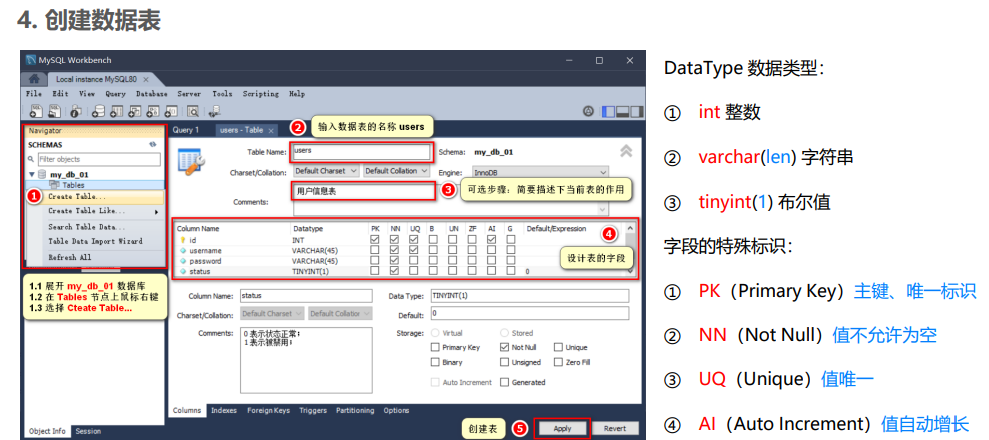 4. 创建数据表
MySQL Workbench
Local instance MySQL80
File Edit View Query Database Server Tools Scripting Help
Navigator
SCHEMAS
Filter objects
my_db_01
Tables
1
Create Table...
Create Table Like...
Search Table Data...
Table Data Import Wizard
Refresh All
1.1 展开 my_db_01 数据库
1.2 在 Tables 节点上鼠标右键
1.3 选择 Cteate Table...
Object Info Session
Query 1 users - Table
2 输入数据表的名称 users
Table Name: users Schema: my_db_01
Charset/Collation: Default Charset Default Collation Engine: InnoDB
Comments: 用户信息表
3 可选步骤：简要描述下当前表的作用
Column Name Datatype PK NN UQ B UN ZF AI G Default/Expression
id INT
username VARCHAR(45)
password VARCHAR(45)
status TINYINT(1) 0
4 设计表的字段
Column Name: status Data Type: TINYINT(1)
Charset/Collation: Default Charset Default Collation Default: 0
Comments: 0 表示状态正常；
1 表示被禁用；
Storage: Virtual Stored
Primary Key Not Null Unique
Binary Unsigned Zero Fill
Auto Increment Generated
Columns Indexes Foreign Keys Triggers Partitioning Options
创建表 5 Apply Revert
DataType 数据类型：
① int 整数
② varchar(len) 字符串
③ tinyint(1) 布尔值
字段的特殊标识：
① PK（Primary Key）主键、唯一标识
② NN（Not Null）值不允许为空
③ UQ（Unique）值唯一
④ AI（Auto Increment）值自动增长